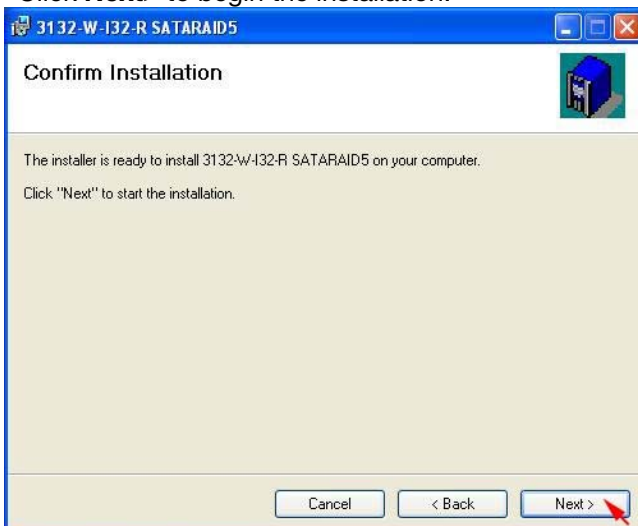 3132-W-I32-R SATARAID5
Confirm Installation
The installer is ready to install 3132-W-I32-R SATARAID5 on your computer.
Click "Next" to start the installation.
Cancel
< Back
Next >